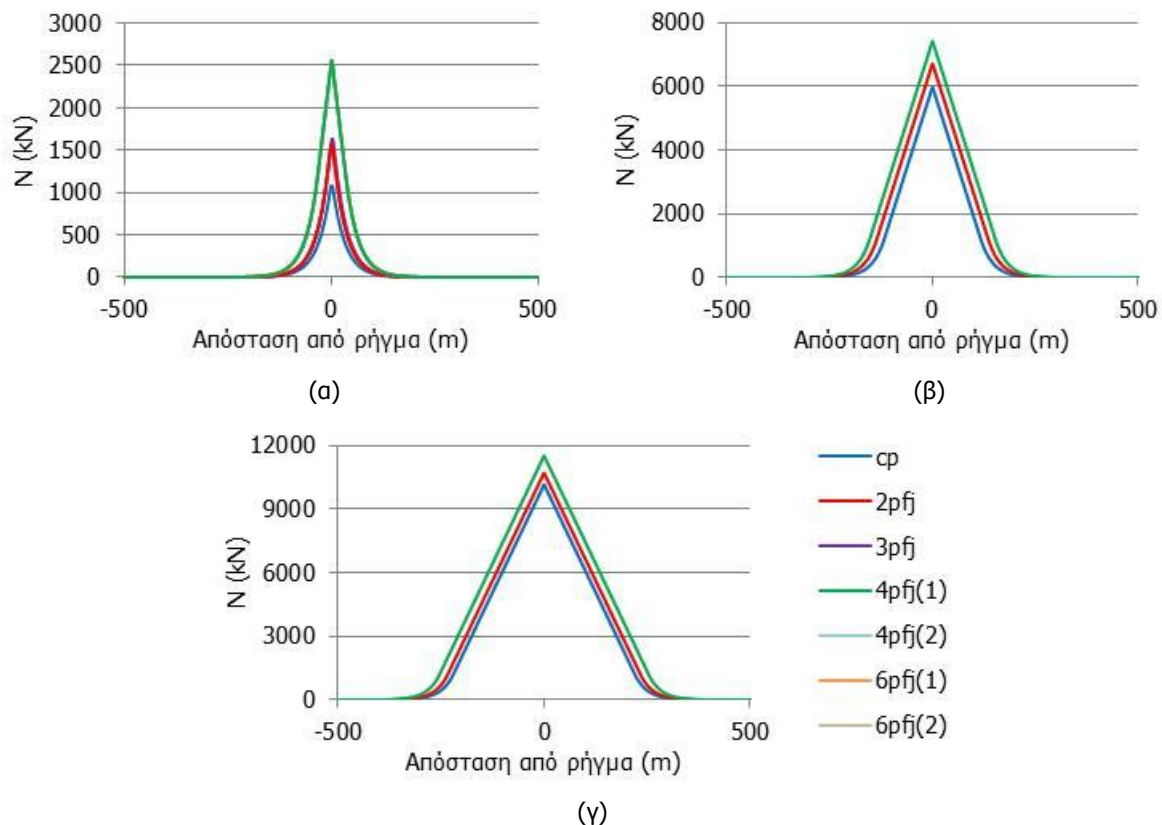 3000
2500
2000
1500
1000
500
0
N (kN)
-500 0 500
Απόσταση από ρήγμα (m)
(α)
8000
6000
4000
2000
0
N (kN)
-500 0 500
Απόσταση από ρήγμα (m)
(β)
12000
9000
6000
3000
0
N (kN)
-500 0 500
Απόσταση από ρήγμα (m)
(γ)
cp
2pfj
3pfj
4pfj(1)
4pfj(2)
6pfj(1)
6pfj(2)